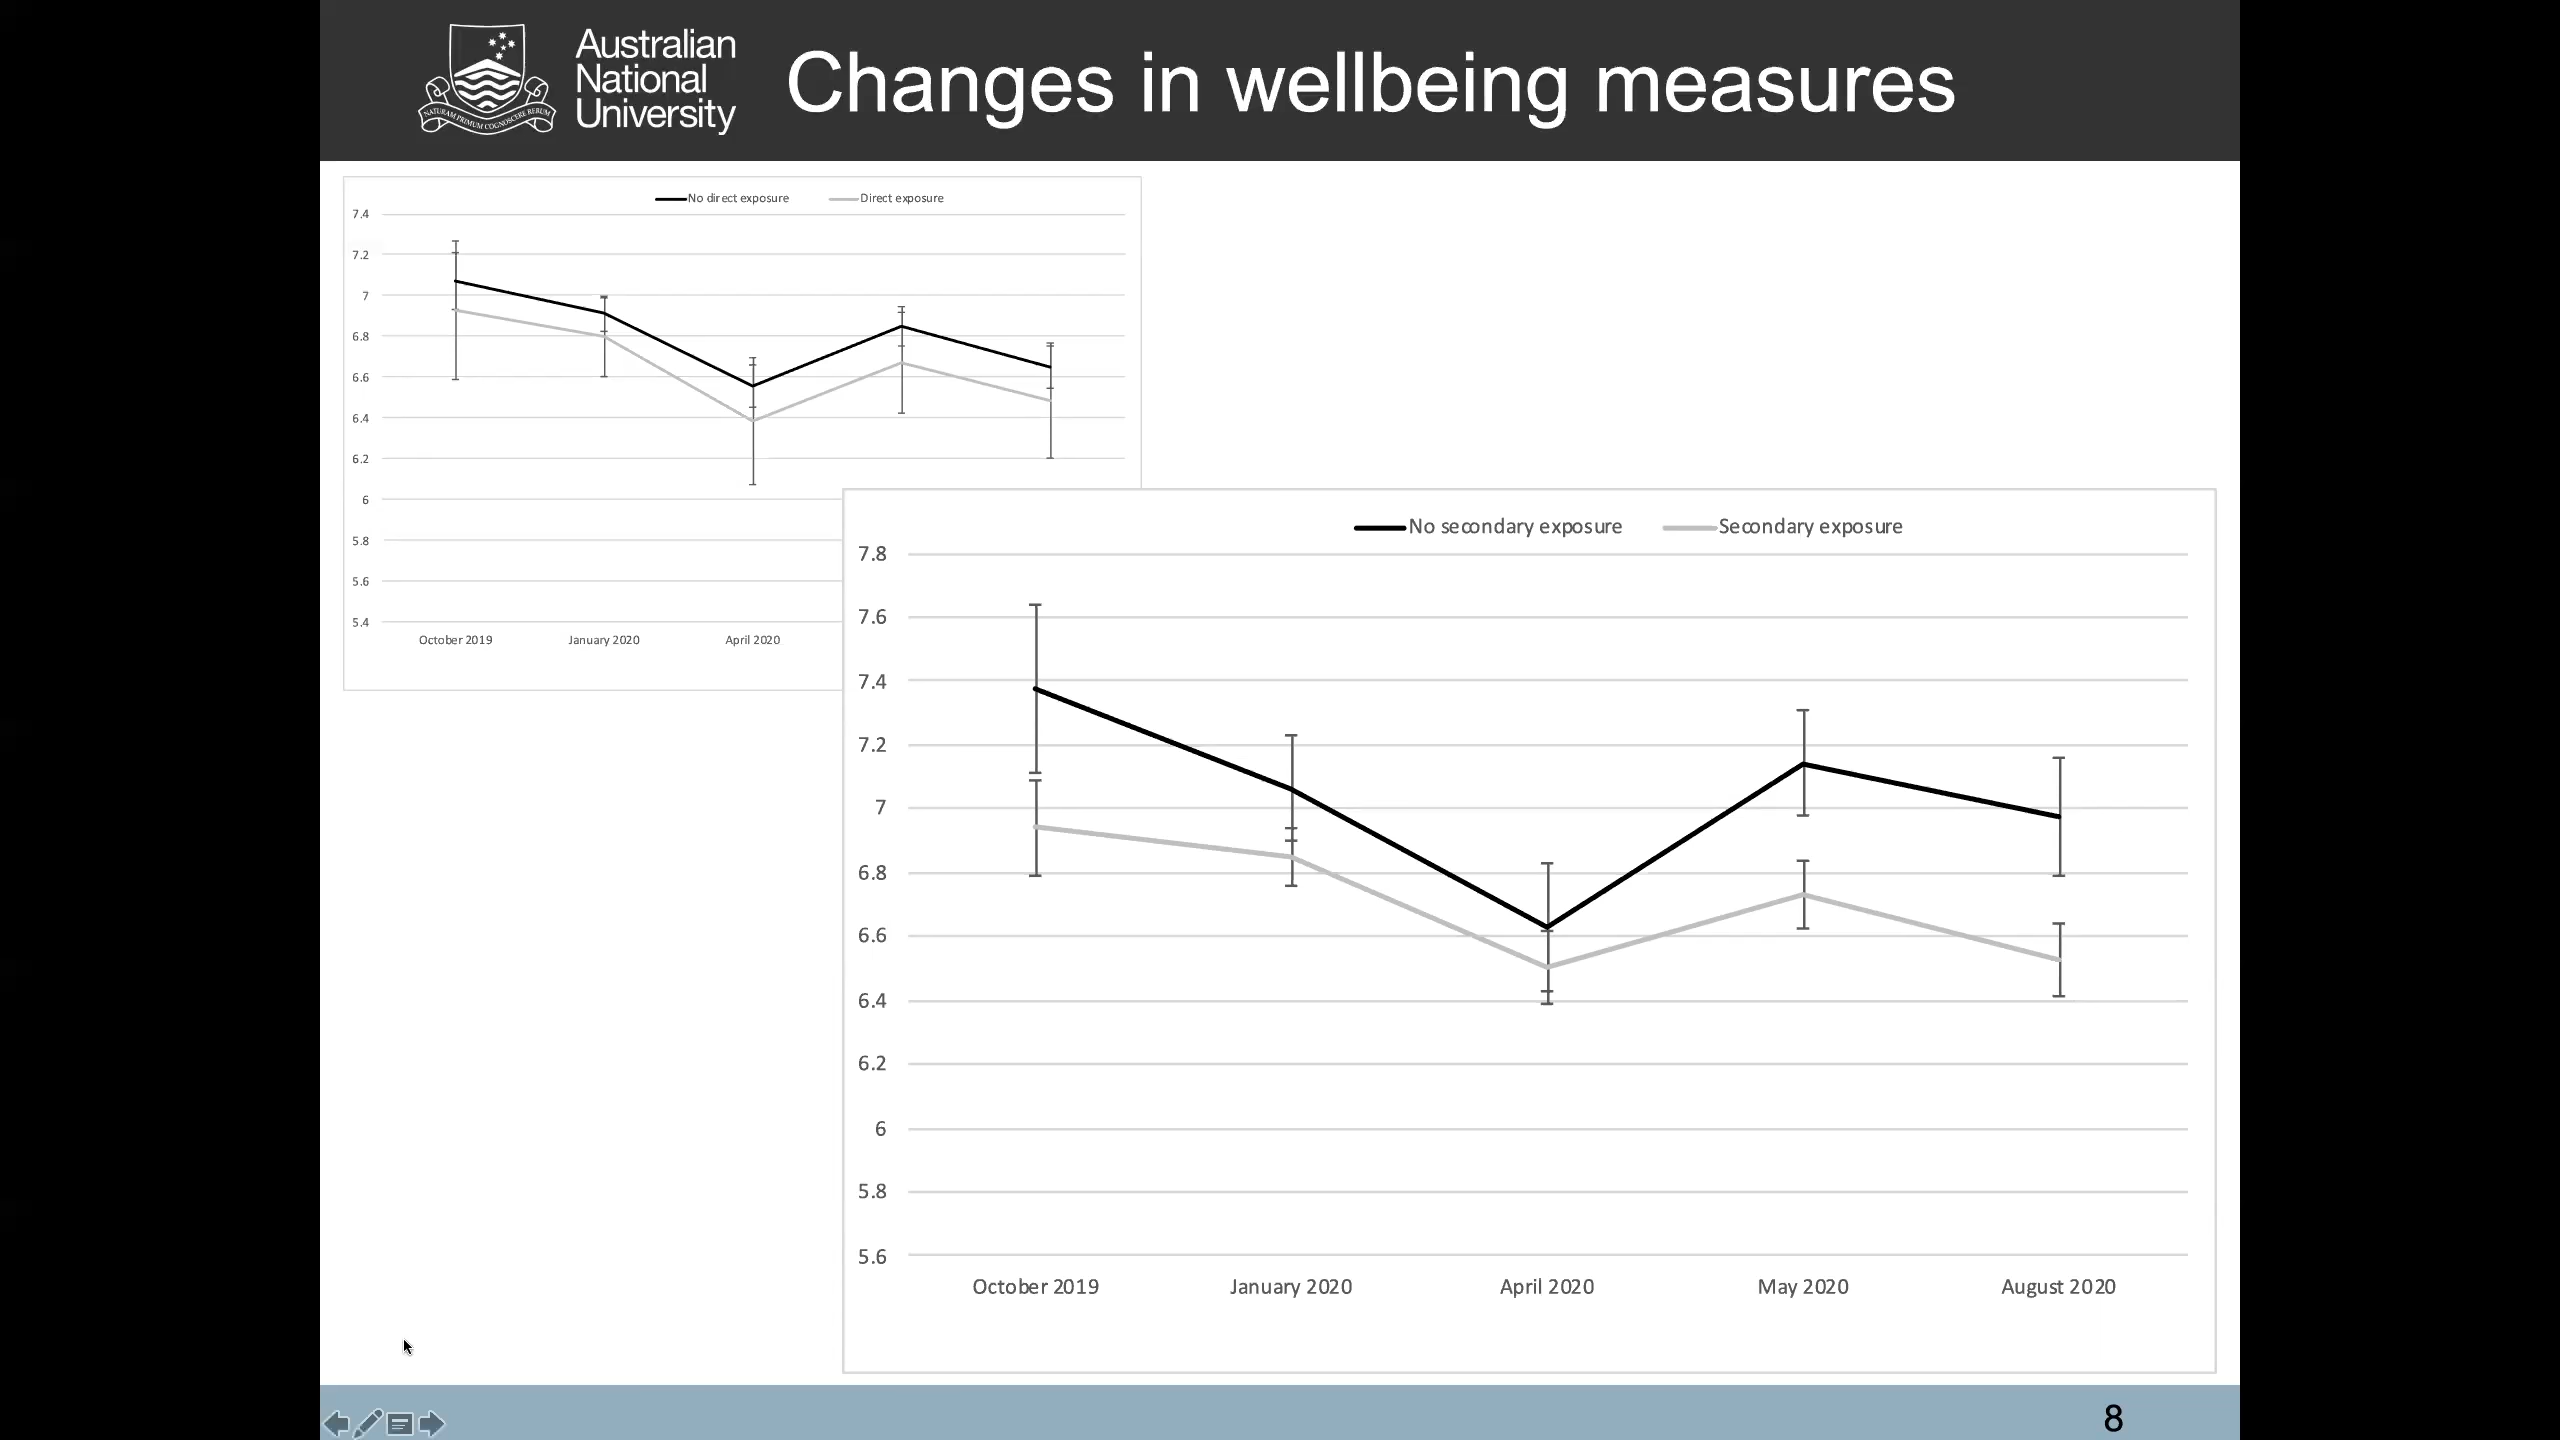 Australian
National
University
NATURAM PRIMUM COGNOSCERE RERUM
Changes in wellbeing measures
No direct exposure Direct exposure
7.4
7.2
7
6.8
6.6
6.4
6.2
6
5.8
5.6
5.4
October 2019 January 2020 April 2020
No secondary exposure Secondary exposure
7.8
7.6
7.4
7.2
7
6.8
6.6
6.4
6.2
6
5.8
5.6
October 2019 January 2020 April 2020 May 2020 August 2020
8